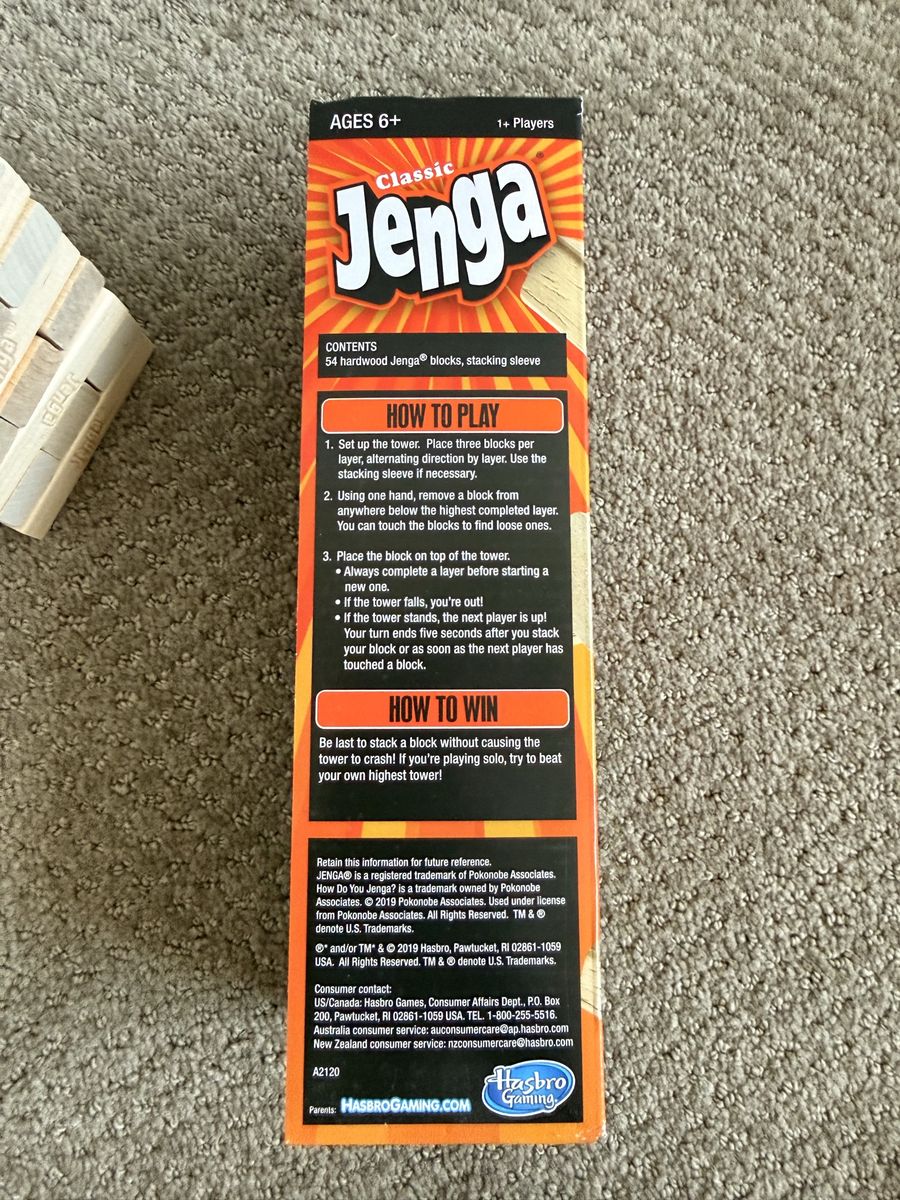 AGES 6+
1+ Players
Classic
Jenga®
CONTENTS
54 hardwood Jenga® blocks, stacking sleeve
HOW TO PLAY
1. Set up the tower. Place three blocks per
layer, alternating direction by layer. Use the
stacking sleeve if necessary.
2. Using one hand, remove a block from
anywhere below the highest completed layer.
You can touch the blocks to find loose ones.
3. Place the block on top of the tower.
• Always complete a layer before starting a
new one.
• If the tower falls, you're out!
• If the tower stands, the next player is up!
Your turn ends five seconds after you stack
your block or as soon as the next player has
touched a block.
HOW TO WIN
Be last to stack a block without causing the
tower to crash! If you're playing solo, try to beat
your own highest tower!
Retain this information for future reference.
JENGA® is a registered trademark of Pokonobe Associates.
How Do You Jenga? is a trademark owned by Pokonobe
Associates. © 2019 Pokonobe Associates. Used under license
from Pokonobe Associates. All Rights Reserved. TM & ®
denote U.S. Trademarks.
®* and/or TM* & © 2019 Hasbro, Pawtucket, RI 02861-1059
USA. All Rights Reserved. TM & ® denote U.S. Trademarks.
Consumer contact:
US/Canada: Hasbro Games, Consumer Affairs Dept., P.O. Box
200, Pawtucket, RI 02861-1059 USA. TEL. 1-800-255-5516.
Australia consumer service: auconsumercare@ap.hasbro.com
New Zealand consumer service: nzconsumercare@hasbro.com
A2120
Parents: HASBROGAMING.COM
Hasbro
Gaming
Jenga
Jenga